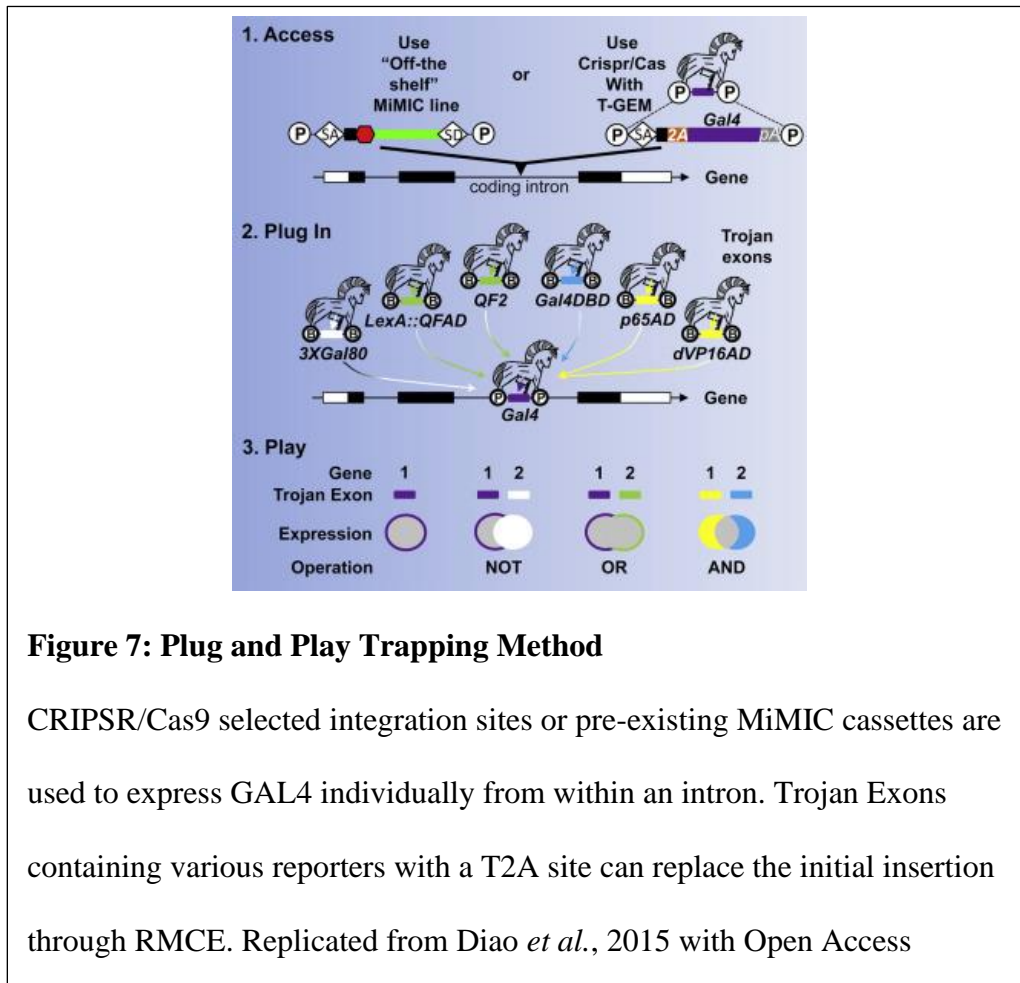 1. Access
Use
"Off-the
shelf"
MiMIC line
or
Use
Crispr/Cas
With
T-GEM
P
P
Gal4
P
SA
SD
P
P
SA
2A
pA
P
coding intron
Gene
2. Plug In
Trojan
exons
B
B
3XGal80
B
B
LexA::QFAD
B
B
QF2
B
B
Gal4DBD
B
B
p65AD
B
B
dVP16AD
P
P
Gal4
Gene
3. Play
Gene 1 1 2 1 2 1 2
Trojan Exon
Expression
Operation NOT OR AND
Figure 7: Plug and Play Trapping Method
CRIPSR/Cas9 selected integration sites or pre-existing MiMIC cassettes are
used to express GAL4 individually from within an intron. Trojan Exons
containing various reporters with a T2A site can replace the initial insertion
through RMCE. Replicated from Diao et al., 2015 with Open Access